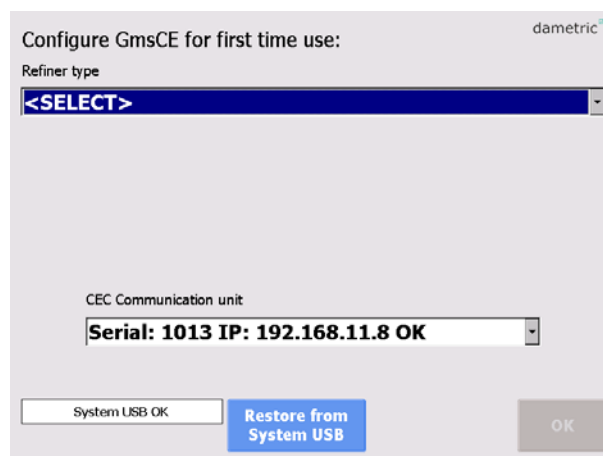 dametric
Configure GmsCE for first time use:
Refiner type
<SELECT>
CEC Communication unit
Serial: 1013 IP: 192.168.11.8 OK
System USB OK
Restore from
System USB
OK